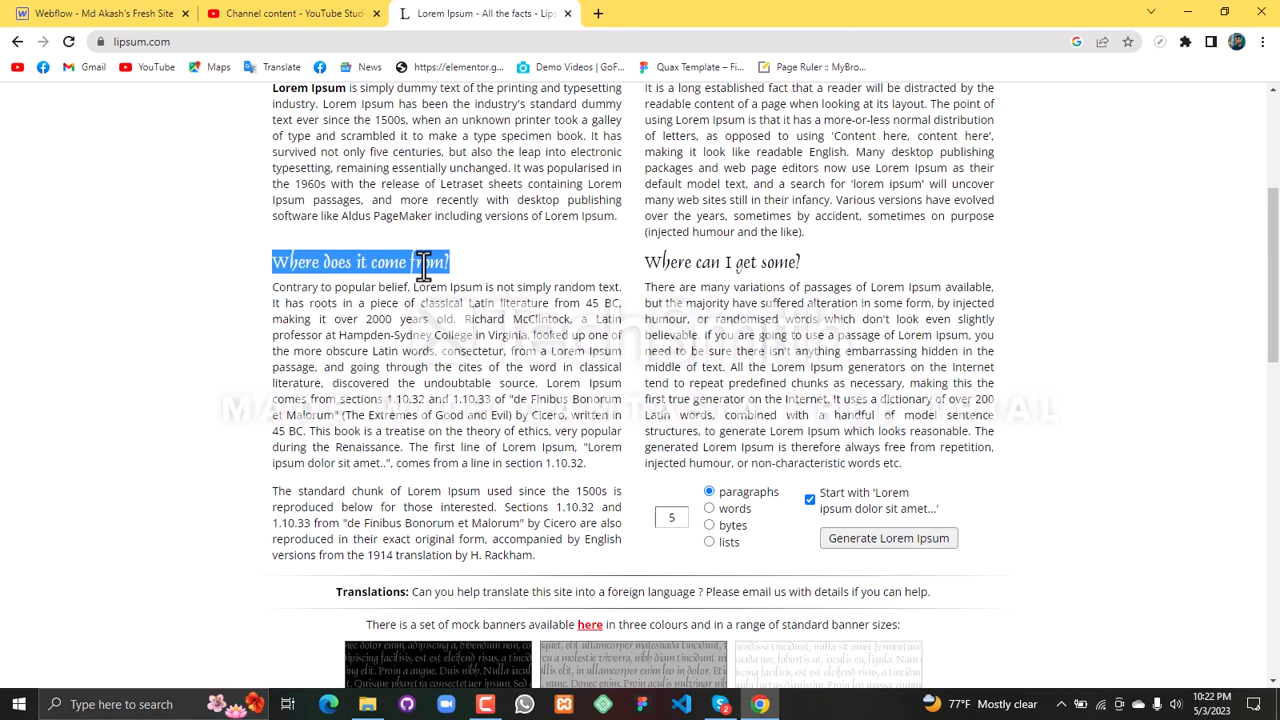 Webflow - Md Akash's Fresh Site
Channel content - YouTube Stud
Lorem Ipsum - All the facts - Lips
lipsum.com
Gmail
YouTube
Maps
Translate
News
https://elementor.g...
Demo Videos | GoF...
Quax Template – Fi...
Page Ruler :: MyBro...
Lorem Ipsum is simply dummy text of the printing and typesetting
industry. Lorem Ipsum has been the industry's standard dummy
text ever since the 1500s, when an unknown printer took a galley
of type and scrambled it to make a type specimen book. It has
survived not only five centuries, but also the leap into electronic
typesetting, remaining essentially unchanged. It was popularised in
the 1960s with the release of Letraset sheets containing Lorem
Ipsum passages, and more recently with desktop publishing
software like Aldus PageMaker including versions of Lorem Ipsum.
It is a long established fact that a reader will be distracted by the
readable content of a page when looking at its layout. The point of
using Lorem Ipsum is that it has a more-or-less normal distribution
of letters, as opposed to using 'Content here, content here',
making it look like readable English. Many desktop publishing
packages and web page editors now use Lorem Ipsum as their
default model text, and a search for 'lorem ipsum' will uncover
many web sites still in their infancy. Various versions have evolved
over the years, sometimes by accident, sometimes on purpose
(injected humour and the like).
Where does it come from?
Contrary to popular belief, Lorem Ipsum is not simply random text.
It has roots in a piece of classical Latin literature from 45 BC,
making it over 2000 years old. Richard McClintock, a Latin
professor at Hampden-Sydney College in Virginia, looked up one of
the more obscure Latin words, consectetur, from a Lorem Ipsum
passage, and going through the cites of the word in classical
literature, discovered the undoubtable source. Lorem Ipsum
comes from sections 1.10.32 and 1.10.33 of "de Finibus Bonorum
et Malorum" (The Extremes of Good and Evil) by Cicero, written in
45 BC. This book is a treatise on the theory of ethics, very popular
during the Renaissance. The first line of Lorem Ipsum, "Lorem
ipsum dolor sit amet..", comes from a line in section 1.10.32.
The standard chunk of Lorem Ipsum used since the 1500s is
reproduced below for those interested. Sections 1.10.32 and
1.10.33 from "de Finibus Bonorum et Malorum" by Cicero are also
reproduced in their exact original form, accompanied by English
versions from the 1914 translation by H. Rackham.
Where can I get some?
There are many variations of passages of Lorem Ipsum available,
but the majority have suffered alteration in some form, by injected
humour, or randomised words which don't look even slightly
believable. If you are going to use a passage of Lorem Ipsum, you
need to be sure there isn't anything embarrassing hidden in the
middle of text. All the Lorem Ipsum generators on the Internet
tend to repeat predefined chunks as necessary, making this the
first true generator on the Internet. It uses a dictionary of over 200
Latin words, combined with a handful of model sentence
structures, to generate Lorem Ipsum which looks reasonable. The
generated Lorem Ipsum is therefore always free from repetition,
injected humour, or non-characteristic words etc.
5
paragraphs
words
bytes
lists
Start with 'Lorem
ipsum dolor sit amet...'
Generate Lorem Ipsum
TechSmith
Translations: Can you help translate this site into a foreign language ? Please email us with details if you can help.
There is a set of mock banners available here in three colours and in a range of standard banner sizes:
Type here to search
77°F Mostly clear
10:22 PM
5/3/2023